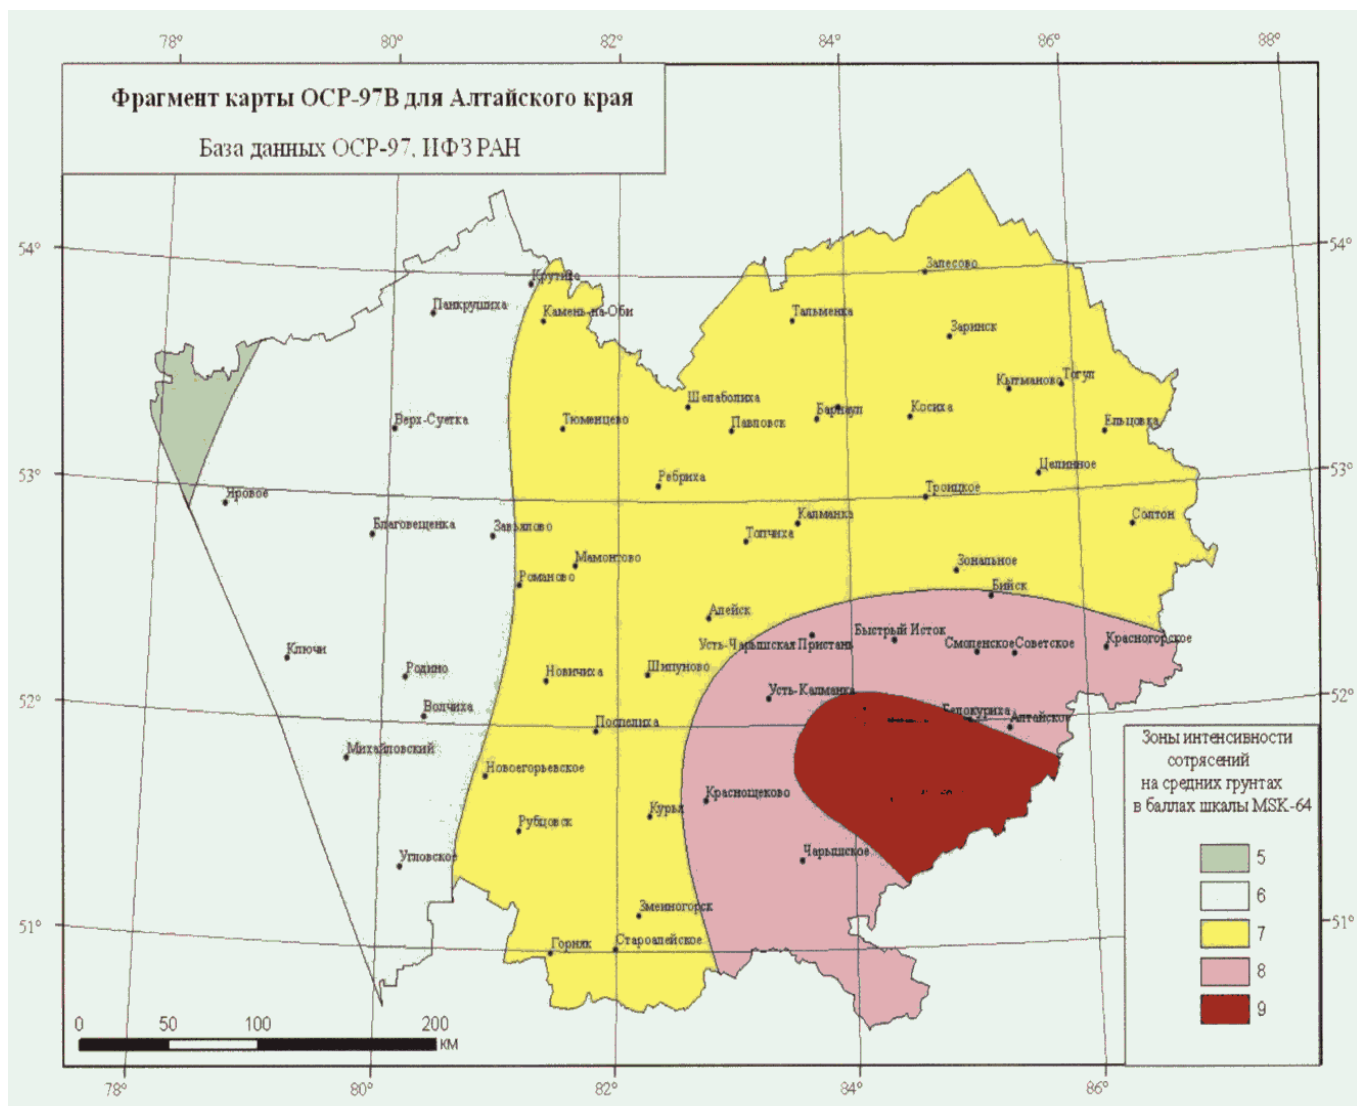 78° 80° 82° 84° 86° 88°
Фрагмент карты ОСР-97В для Алтайского края
База данных ОСР-97, ИФЗ РАН
54° 54°
Залесово
Крутиха
Панкрушиха
Камень-на-Оби
Тальменка
Заринск
Кытманово
Тогул
Шелаболиха
Барнаул
Косиха
Верх-Суетка
Тюменцево
Павловск
Ельцовка
53° 53°
Целинное
Ребриха
Троицкое
Яровое
Калманка
Солтон
Благовещенка
Завьялово
Топчиха
Мамонтово
Зональное
Романово
Бийск
Алейск
Быстрый Исток
Усть-Чарышская Пристань
Смоленское
Советское
Красногорское
Ключи
Родино
Новичиха
Шипуново
52° 52°
Усть-Калманка
Волчиха
Белокуриха
Алтайское
Поспелиха
Михайловский
Новоегорьевское
Краснощеково
Курья
Рубцовск
Чарышское
Угловское
Змеиногорск
51° 51°
Горняк
Староалейское
Зоны интенсивности
сотрясений
на средних грунтах
в баллах шкалы MSK-64
5
6
7
8
9
0 50 100 200
КМ
78° 80° 82° 84° 86°